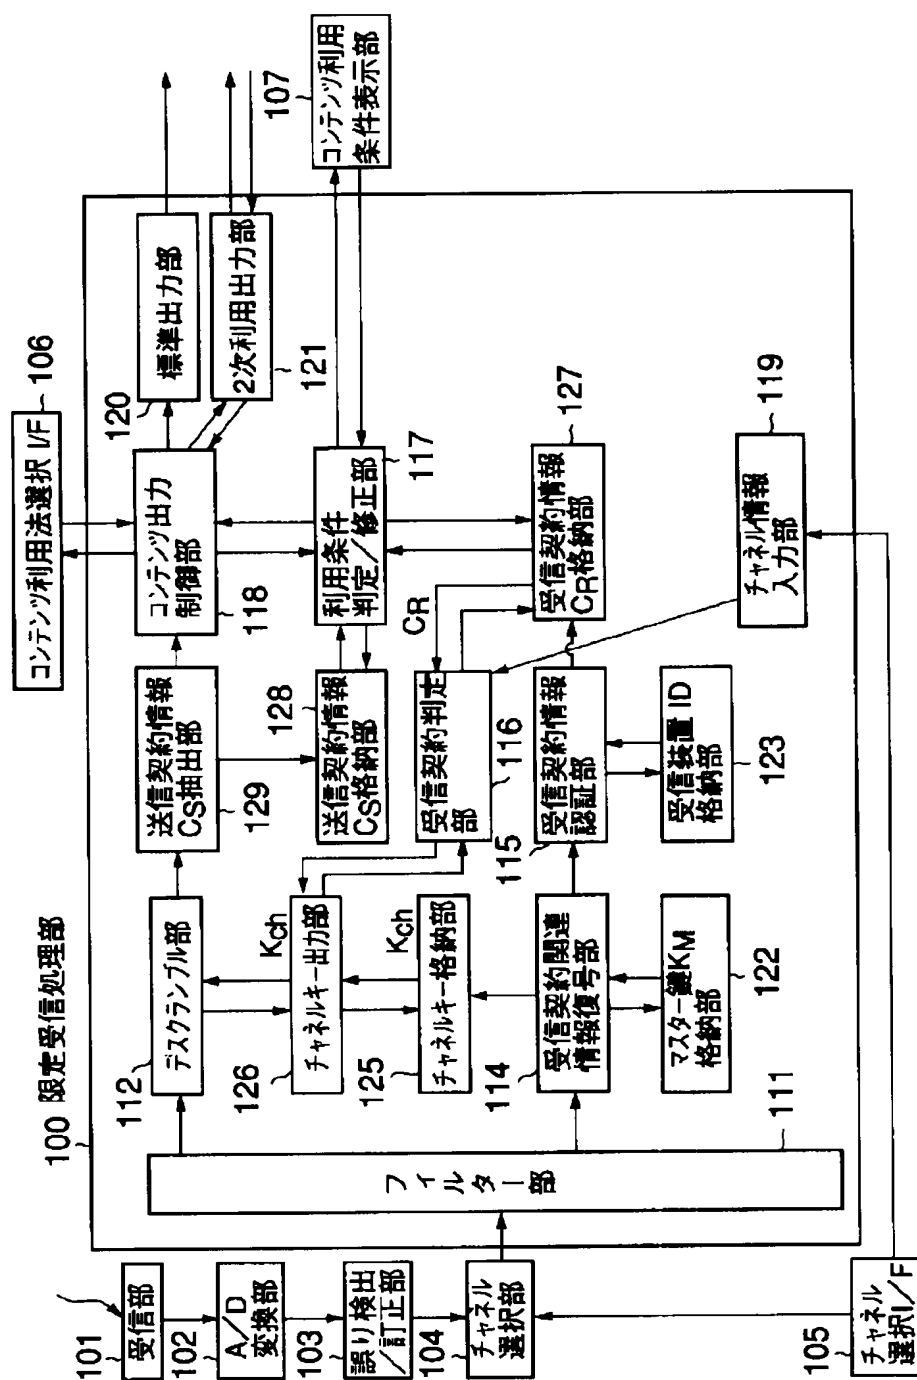 100 限定受信処理部
101
受信部
102
A/D
変換部
103
誤り検出
/訂正部
104
チャネル
選択部
105
チャネル
選択I/F
フィルター部
111
112
デスクランブル部
Kch
126
チャネルキー出力部
Kch
125
チャネルキー格納部
114
受信契約関連
情報復号部
マスター鍵KM
格納部
122
送信契約情報
CS抽出部
129
128
送信契約情報
CS格納部
受信契約判定
部
116
CR
115
受信契約情報
認証部
受信装置 ID
格納部
123
コンテンツ利用法選択 I/F
106
コンテンツ出力
制御部
118
利用条件
判定/修正部
117
受信契約情報
CR格納部
127
チャネル情報
入力部
119
120
標準出力部
2次利用出力部
121
107
コンテンツ利用
条件表示部